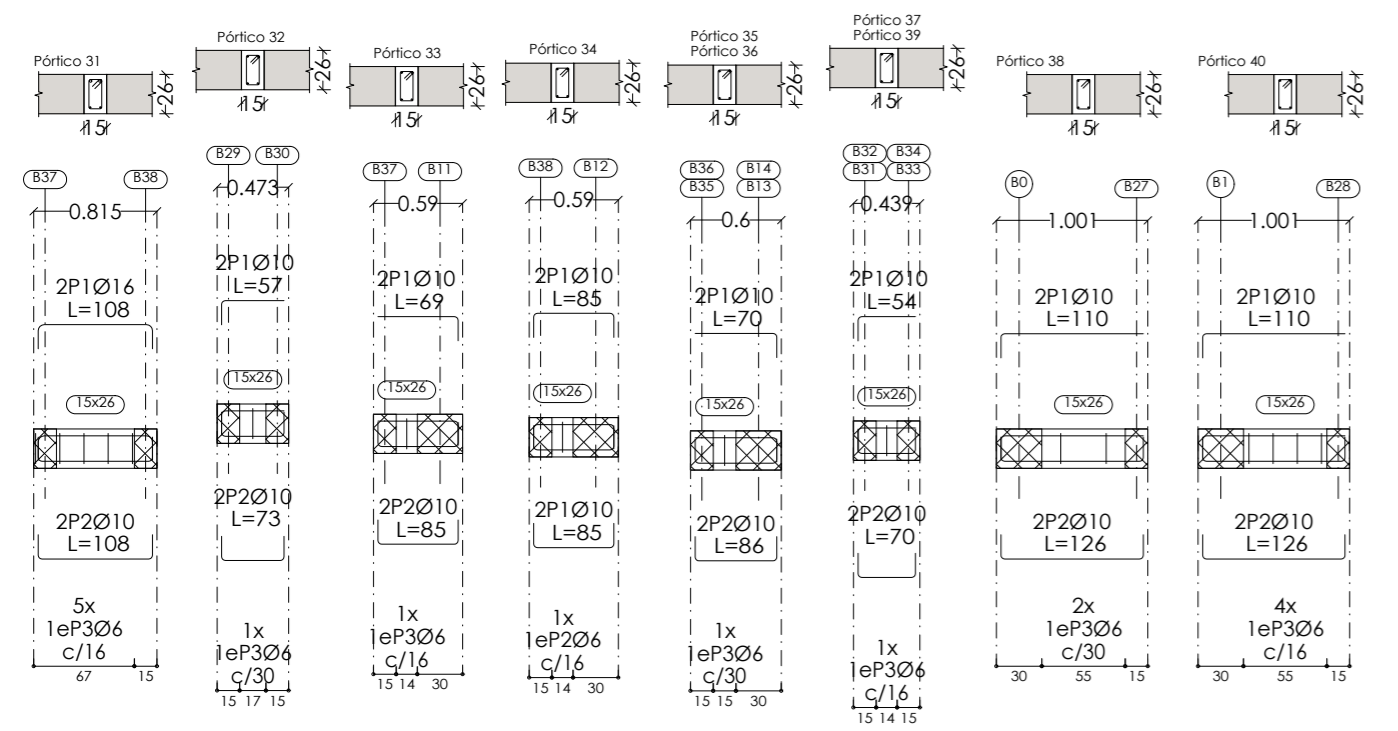 Pórtico 31
26
15
B37
B38
0.815
2P1Ø16
L=108
15x26
2P2Ø10
L=108
5x
1eP3Ø6
c/16
67
15
Pórtico 32
26
15
B29
B30
0.473
2P1Ø10
L=57
15x26
2P2Ø10
L=73
1x
1eP3Ø6
c/30
15 17 15
Pórtico 33
26
15
B37
B11
0.59
2P1Ø10
L=69
15x26
2P2Ø10
L=85
1x
1eP3Ø6
c/16
15 14 30
Pórtico 34
26
15
B38
B12
0.59
2P1Ø10
L=85
15x26
2P1Ø10
L=85
1x
1eP2Ø6
c/16
15 14 30
Pórtico 35
Pórtico 36
26
15
B36
B14
B35
B13
0.6
2P1Ø10
L=70
15x26
2P2Ø10
L=86
1x
1eP3Ø6
c/30
15 15 30
Pórtico 37
Pórtico 39
26
15
B32
B34
B31
B33
0.439
2P1Ø10
L=54
15x26
2P2Ø10
L=70
1x
1eP3Ø6
c/16
15 14 15
Pórtico 38
26
15
B0
B27
1.001
2P1Ø10
L=110
15x26
2P2Ø10
L=126
2x
1eP3Ø6
c/30
30 55 15
Pórtico 40
26
15
B1
B28
1.001
2P1Ø10
L=110
15x26
2P2Ø10
L=126
4x
1eP3Ø6
c/16
30 55 15